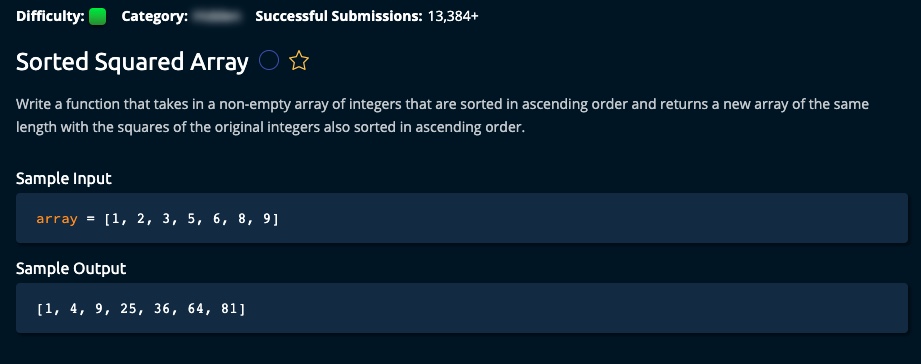 Difficulty: Category: Successful Submissions: 13,384+
Sorted Squared Array
Write a function that takes in a non-empty array of integers that are sorted in ascending order and returns a new array of the same
length with the squares of the original integers also sorted in ascending order.
Sample Input
array = [1, 2, 3, 5, 6, 8, 9]
Sample Output
[1, 4, 9, 25, 36, 64, 81]